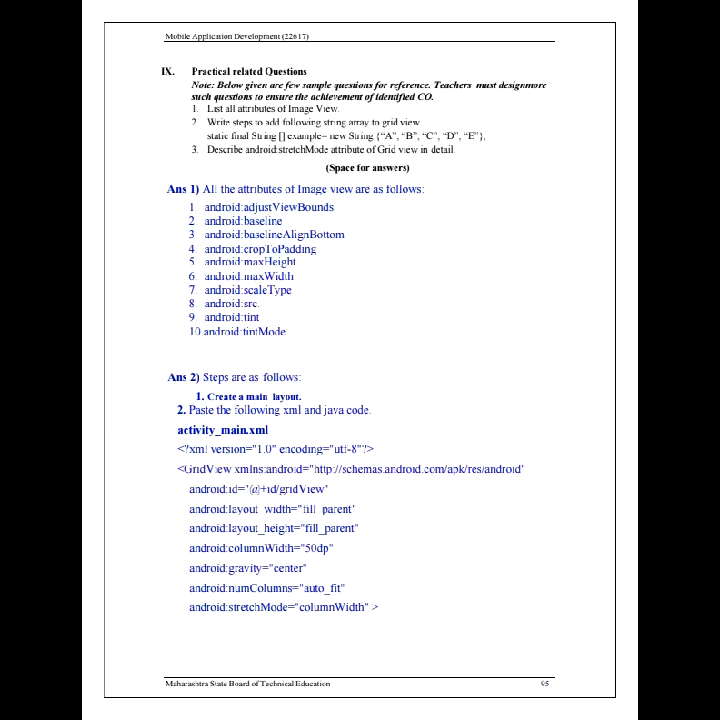 Mobile Application Development (22617)
IX. Practical related Questions
Note: Below given are few sample questions for reference. Teachers must designmore
such questions to ensure the achievement of identified CO.
1. List all attributes of Image View.
2. Write steps to add following string array to grid view
static final String [] example= new String {“A”, “B”, “C”, “D”, “E”};
3. Describe android:stretchMode attribute of Grid view in detail.
(Space for answers)
Ans 1) All the attributes of Image view are as follows:
1. android:adjustViewBounds
2. android:baseline
3. android:baselineAlignBottom
4. android:cropToPadding
5. android:maxHeight
6. android:maxWidth
7. android:scaleType
8. android:src.
9. android:tint
10.android:tintMode
Ans 2) Steps are as follows:
1. Create a main_layout.
2. Paste the following xml and java code.
activity_main.xml
<?xml version="1.0" encoding="utf-8"?>
<GridView xmlns:android="http://schemas.android.com/apk/res/android"
android:id="@+id/gridView"
android:layout_width="fill_parent"
android:layout_height="fill_parent"
android:columnWidth="50dp"
android:gravity="center"
android:numColumns="auto_fit"
android:stretchMode="columnWidth" >
Maharashtra State Board of Technical Education 95